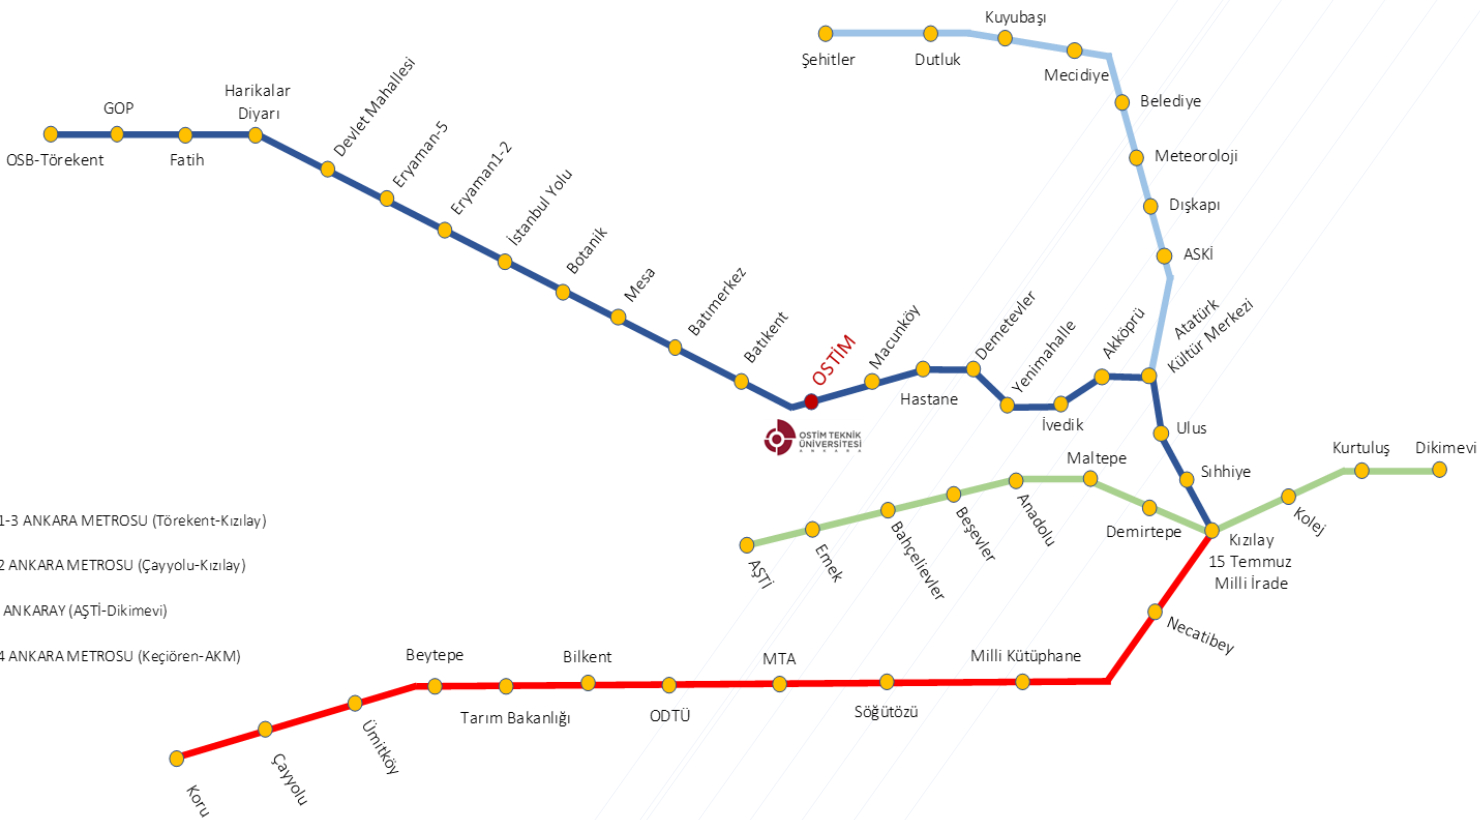 Kuyubaşı
Şehitler
Dutluk
Mecidiye
Belediye
Meteoroloji
Dışkapı
ASKİ
Atatürk
Kültür Merkezi
GOP
Harikalar
Diyarı
OSB-Törekent
Fatih
Devlet Mahallesi
Eryaman-5
Eryaman1-2
İstanbul Yolu
Botanik
Mesa
Batımerkez
Batıkent
OSTİM
Macunköy
Hastane
Demetevler
Yenimahalle
İvedik
Akköprü
OSTİM TEKNİK
ÜNİVERSİTESİ
ANKARA
Ulus
Sıhhiye
Kızılay
15 Temmuz
Milli İrade
Kurtuluş
Dikimevi
Kolej
Maltepe
Demirtepe
Anadolu
Beşevler
Bahçelievler
Emek
AŞTİ
1-3 ANKARA METROSU (Törekent-Kızılay)
2 ANKARA METROSU (Çayyolu-Kızılay)
ANKARAY (AŞTİ-Dikimevi)
4 ANKARA METROSU (Keçiören-AKM)
Necatibey
Milli Kütüphane
Söğütözü
MTA
ODTÜ
Bilkent
Tarım Bakanlığı
Beytepe
Ümitköy
Çayyolu
Koru